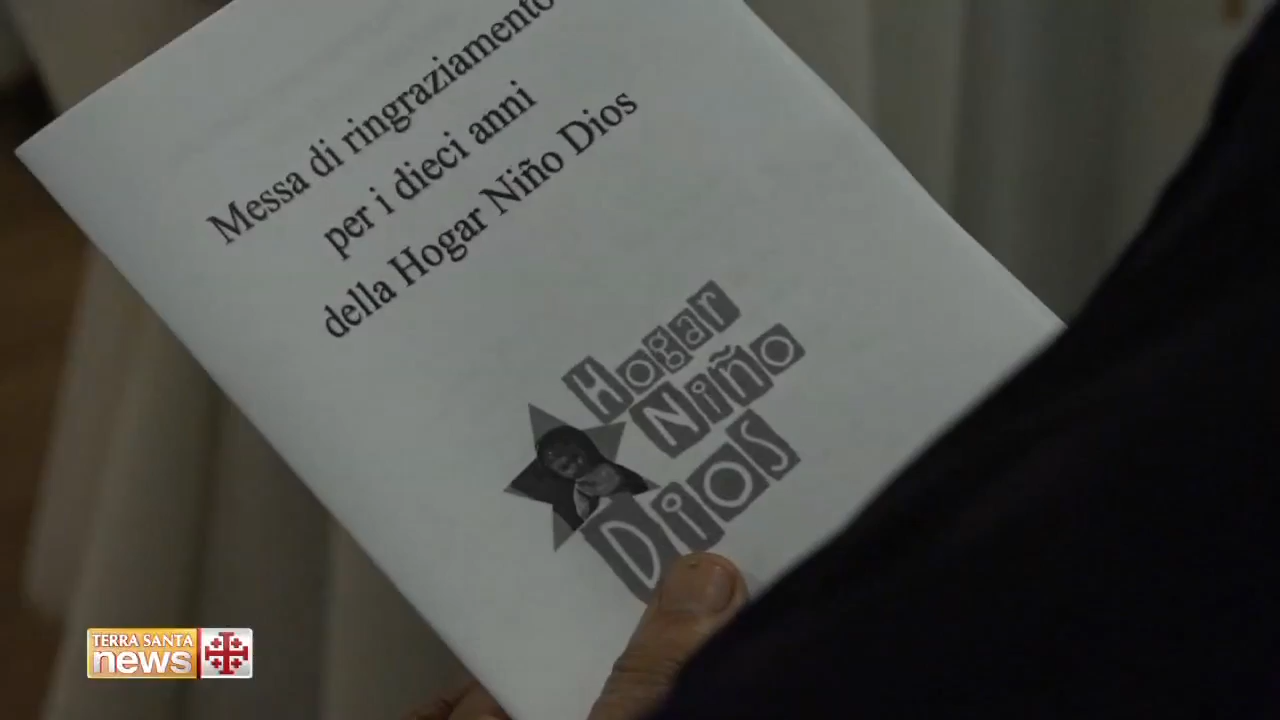 Messa di ringraziamento
per i dieci anni
della Hogar Niño Dios
Hogar
Niño
Dios
TERRA SANTA
news